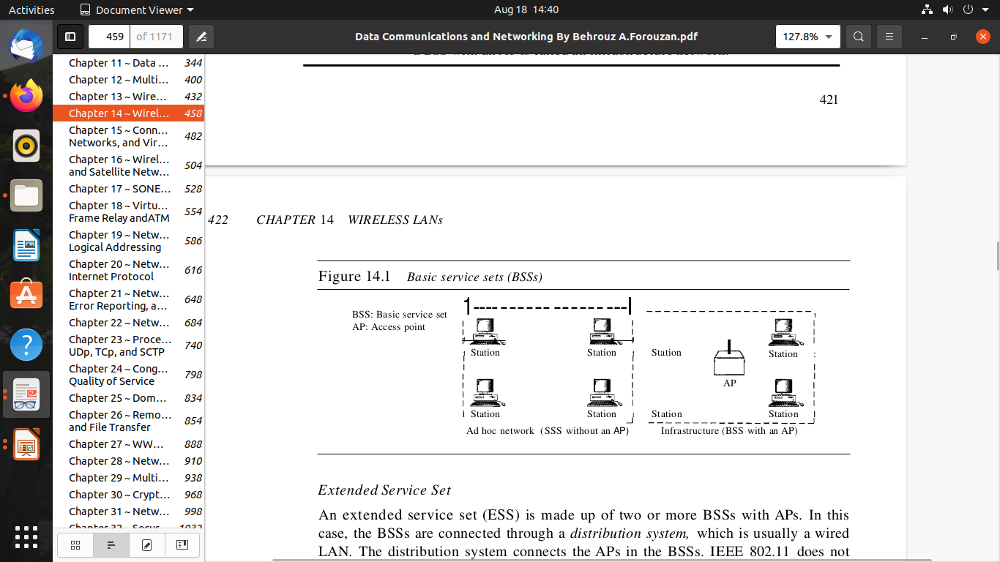 Activities
Document Viewer
Aug 18 14:40
459 of 1171
Data Communications and Networking By Behrouz A.Forouzan.pdf
127.8%
Chapter 11 ~ Data ... 344
Chapter 12 ~ Multi... 400
Chapter 13 ~ Wire... 432
Chapter 14 ~ Wirel... 458
Chapter 15 ~ Conn...
Networks, and Vir... 482
Chapter 16 ~ Wirel...
and Satellite Netw... 504
Chapter 17 ~ SONE... 528
Chapter 18 ~ Virtu...
Frame Relay andATM 554
Chapter 19 ~ Netw...
Logical Addressing 586
Chapter 20 ~ Netw...
Internet Protocol 616
Chapter 21 ~ Netw...
Error Reporting, a... 648
Chapter 22 ~ Netw... 684
Chapter 23 ~ Proce...
UDp, TCp, and SCTP 740
Chapter 24 ~ Cong...
Quality of Service 798
Chapter 25 ~ Dom... 834
Chapter 26 ~ Remo...
and File Transfer 854
Chapter 27 ~ WW... 888
Chapter 28 ~ Netw... 910
Chapter 29 ~ Multi... 938
Chapter 30 ~ Crypt... 968
Chapter 31 ~ Netw... 998
421
422 CHAPTER 14 WIRELESS LANs
Figure 14.1 Basic service sets (BSSs)
BSS: Basic service set
AP: Access point
Station Station
Station Station
Ad hoc network (SSS without an AP)
Station AP Station
Station Station
Infrastructure (BSS with an AP)
Extended Service Set
An extended service set (ESS) is made up of two or more BSSs with APs. In this
case, the BSSs are connected through a distribution system, which is usually a wired
LAN. The distribution system connects the APs in the BSSs. IEEE 802.11 does not